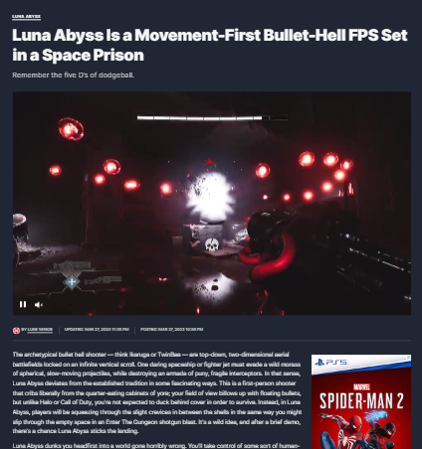 LUNA ABYSS
Luna Abyss Is a Movement-First Bullet-Hell FPS Set
in a Space Prison
Remember the five D's of dodgeball.
BY LUKE WINKIE
UPDATED: MAR 27, 2023 11:05 PM
POSTED: MAR 27, 2023 10:56 PM
The archetypal bullet hell shooter — think Ikaruga or TwinBee — are top-down, two-dimensional aerial
battlefields locked on an infinite vertical scroll. One daring spaceship or fighter jet must evade a wild morass
of spherical, slow-moving projectiles, while destroying an armada of puny, fragile interceptors. In that sense,
Luna Abyss deviates from the established tradition in some fascinating ways. This is a first-person shooter
that cribs liberally from the quarter-eating cabinets of yore; your field of view billows up with floating bullets,
but unlike Halo or Call of Duty, you're not expected to duck behind cover in order to survive. Instead, in Luna
Abyss, players will be squeezing through the slight crevices in between the shells in the same way you might
slip through the empty space in an Enter The Gungeon shotgun blast. It's a wild idea, and after a brief demo,
there's a chance Luna Abyss sticks the landing.
Luna Abyss dunks you headfirst into a world gone horribly wrong. You'll take control of some sort of human-
PS5
MARVEL
SPIDER-MAN 2